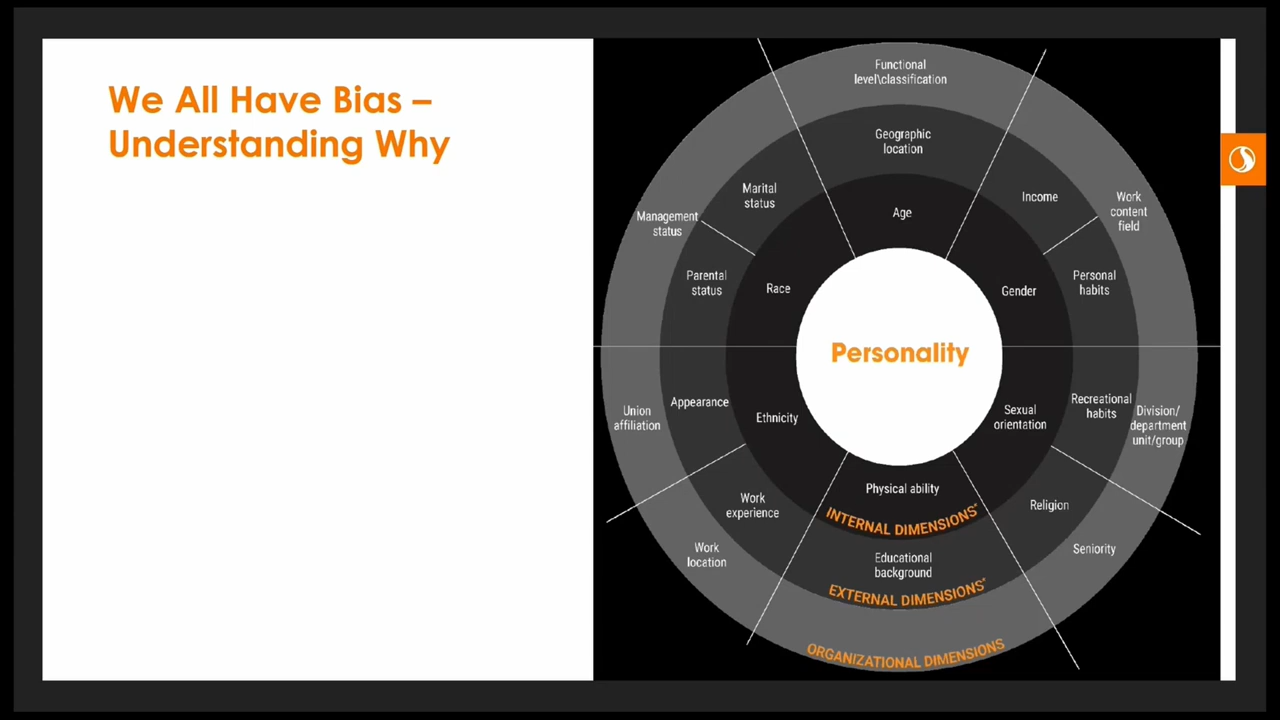 We All Have Bias –
Understanding Why
Functional
level\classification
Geographic
location
Marital
status
Income
Work
content
field
Management
status
Age
Parental
status
Race
Gender
Personal
habits
Personality
Union
affiliation
Appearance
Ethnicity
Sexual
orientation
Recreational
habits
Division/
department
unit/group
Physical ability
INTERNAL DIMENSIONS*
Work
experience
Religion
Work
location
Educational
background
Seniority
EXTERNAL DIMENSIONS*
ORGANIZATIONAL DIMENSIONS